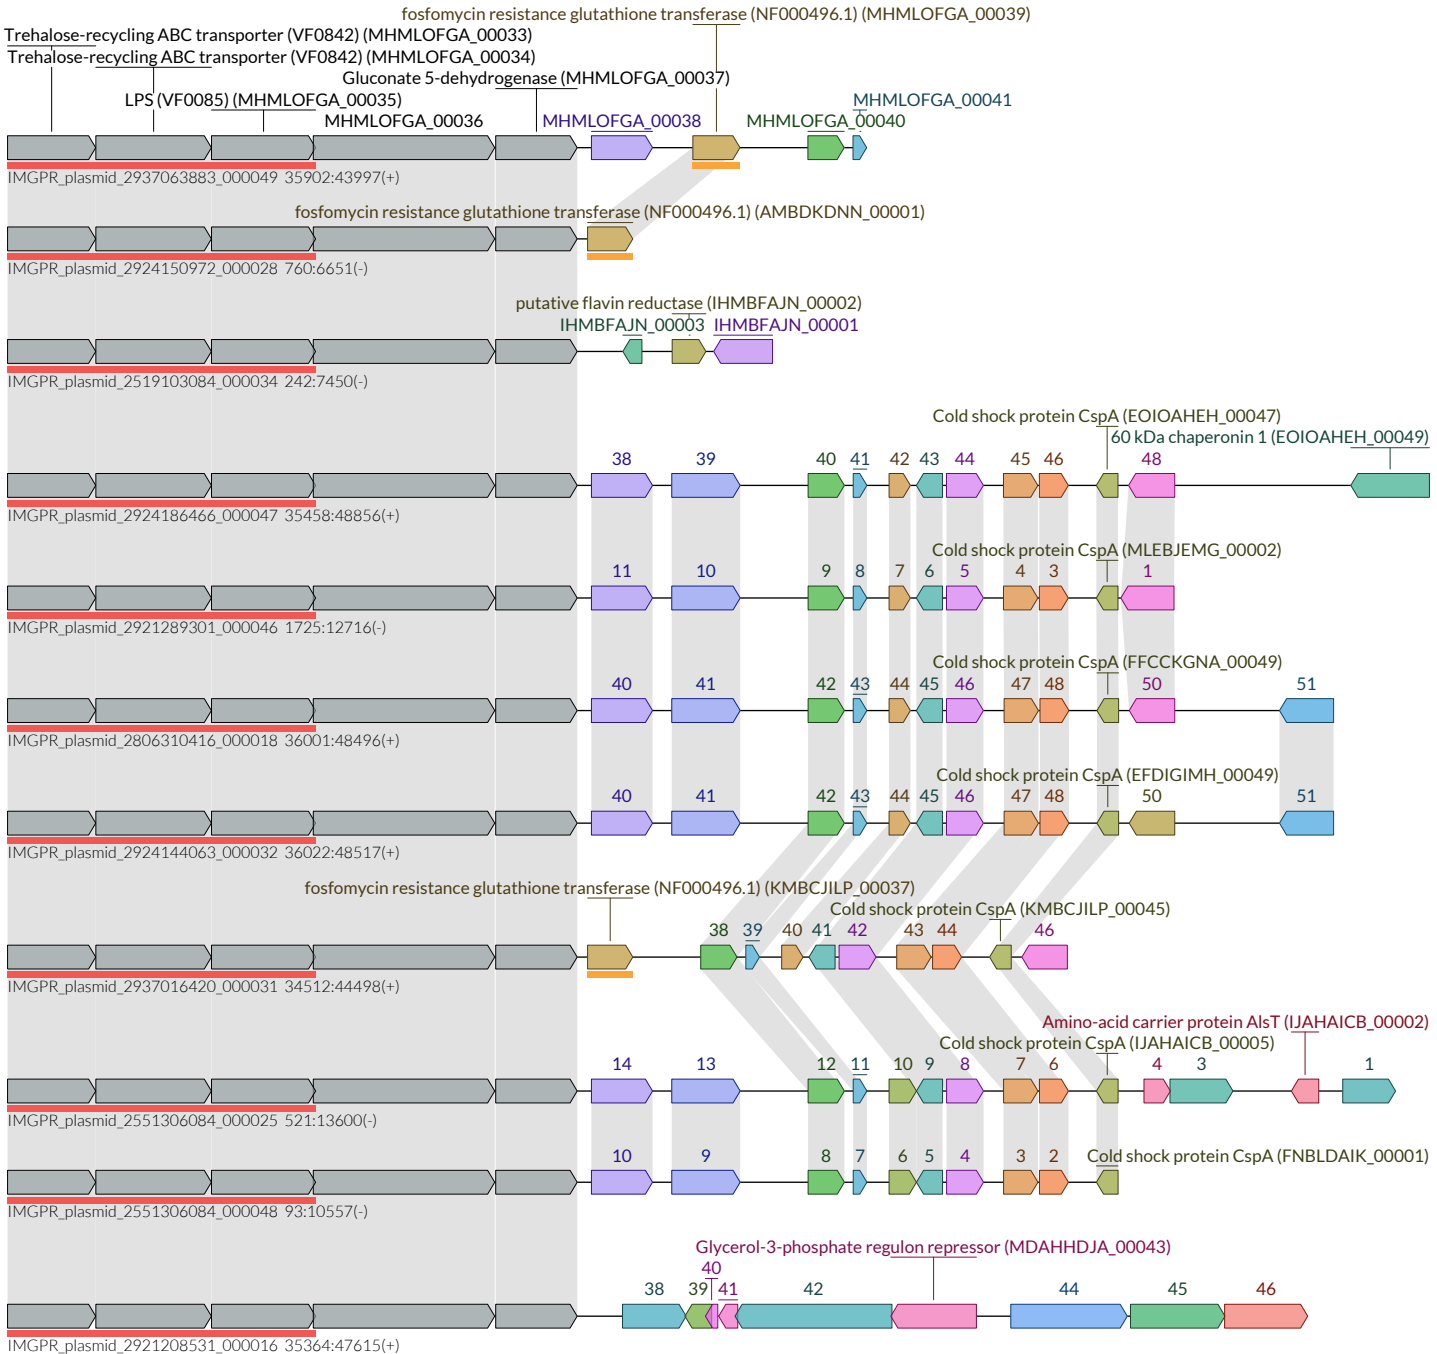 fosfomycin resistance glutathione transferase (NF000496.1) (MHMLOFGA_00039)
Trehalose-recycling ABC transporter (VF0842) (MHMLOFGA_00033)
Trehalose-recycling ABC transporter (VF0842) (MHMLOFGA_00034)
Gluconate 5-dehydrogenase (MHMLOFGA_00037)
LPS (VF0085) (MHMLOFGA_00035)
MHMLOFGA_00041
MHMLOFGA_00036
MHMLOFGA_00038
MHMLOFGA_00040
IMGPR_plasmid_2937063883_000049 35902:43997(+)
fosfomycin resistance glutathione transferase (NF000496.1) (AMBDKDNN_00001)
IMGPR_plasmid_2924150972_000028 760:6651(-)
putative flavin reductase (IHMBFAJN_00002)
IHMBFAJN_00003 IHMBFAJN_00001
IMGPR_plasmid_2519103084_000034 242:7450(-)
Cold shock protein CspA (EOIOAHEH_00047)
60 kDa chaperonin 1 (EOIOAHEH_00049)
38 39 40 41 42 43 44 45 46 48
IMGPR_plasmid_2924186466_000047 35458:48856(+)
Cold shock protein CspA (MLEBJEMG_00002)
11 10 9 8 7 6 5 4 3 1
IMGPR_plasmid_2921289301_000046 1725:12716(-)
Cold shock protein CspA (FFCCKGNA_00049)
40 41 42 43 44 45 46 47 48 50 51
IMGPR_plasmid_2806310416_000018 36001:48496(+)
Cold shock protein CspA (EFDIGIMH_00049)
40 41 42 43 44 45 46 47 48 50 51
IMGPR_plasmid_2924144063_000032 36022:48517(+)
fosfomycin resistance glutathione transferase (NF000496.1) (KMBCJILP_00037)
Cold shock protein CspA (KMBCJILP_00045)
38 39 40 41 42 43 44 46
IMGPR_plasmid_2937016420_000031 34512:44498(+)
Amino-acid carrier protein AlsT (IJAHAICB_00002)
Cold shock protein CspA (IJAHAICB_00005)
14 13 12 11 10 9 8 7 6 4 3 1
IMGPR_plasmid_2551306084_000025 521:13600(-)
10 9 8 7 6 5 4 3 2 Cold shock protein CspA (FNBLDAIK_00001)
IMGPR_plasmid_2551306084_000048 93:10557(-)
Glycerol-3-phosphate regulon repressor (MDAHHDJA_00043)
40
38 39 41 42 44 45 46
IMGPR_plasmid_2921208531_000016 35364:47615(+)